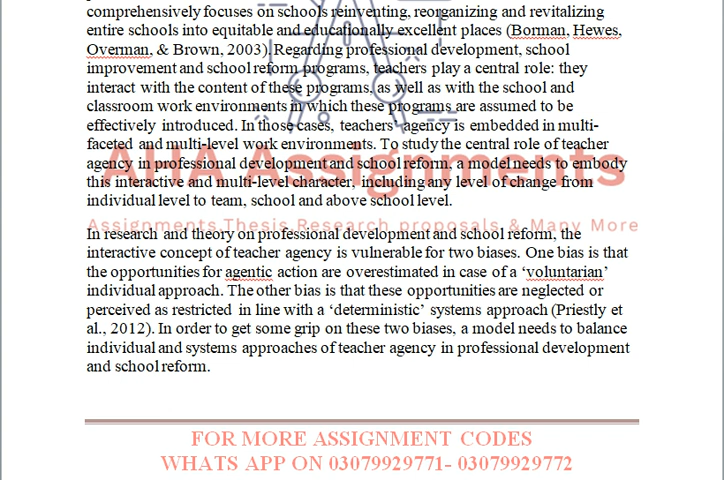 comprehensively focuses on schools reinventing, reorganizing and revitalizing
entire schools into equitable and educationally excellent places (Borman, Hewes,
Overman, & Brown, 2003). Regarding professional development, school
improvement and school reform programs, teachers play a central role: they
interact with the content of these programs, as well as with the school and
classroom work environments in which these programs are assumed to be
effectively introduced. In those cases, teachers' agency is embedded in multi-
faceted and multi-level work environments. To study the central role of teacher
agency in professional development and school reform, a model needs to embody
this interactive and multi-level character, including any level of change from
individual level to team, school and above school level.
AHA Assignments
Assignments,Thesis,Research proposals & Many More
In research and theory on professional development and school reform, the
interactive concept of teacher agency is vulnerable for two biases. One bias is that
the opportunities for agentic action are overestimated in case of a ‘voluntarian’
individual approach. The other bias is that these opportunities are neglected or
perceived as restricted in line with a ‘deterministic’ systems approach (Priestly et
al., 2012). In order to get some grip on these two biases, a model needs to balance
individual and systems approaches of teacher agency in professional development
and school reform.
FOR MORE ASSIGNMENT CODES
WHATS APP ON 03079929771- 03079929772